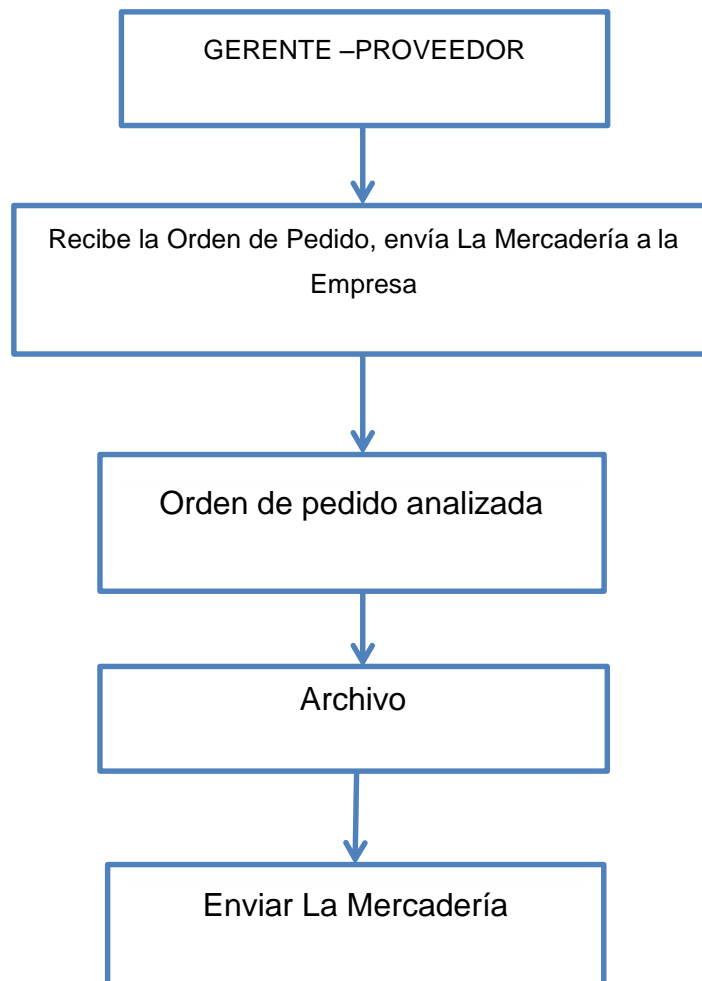 GERENTE –PROVEEDOR
Recibe la Orden de Pedido, envía La Mercadería a la
Empresa
Orden de pedido analizada
Archivo
Enviar La Mercadería